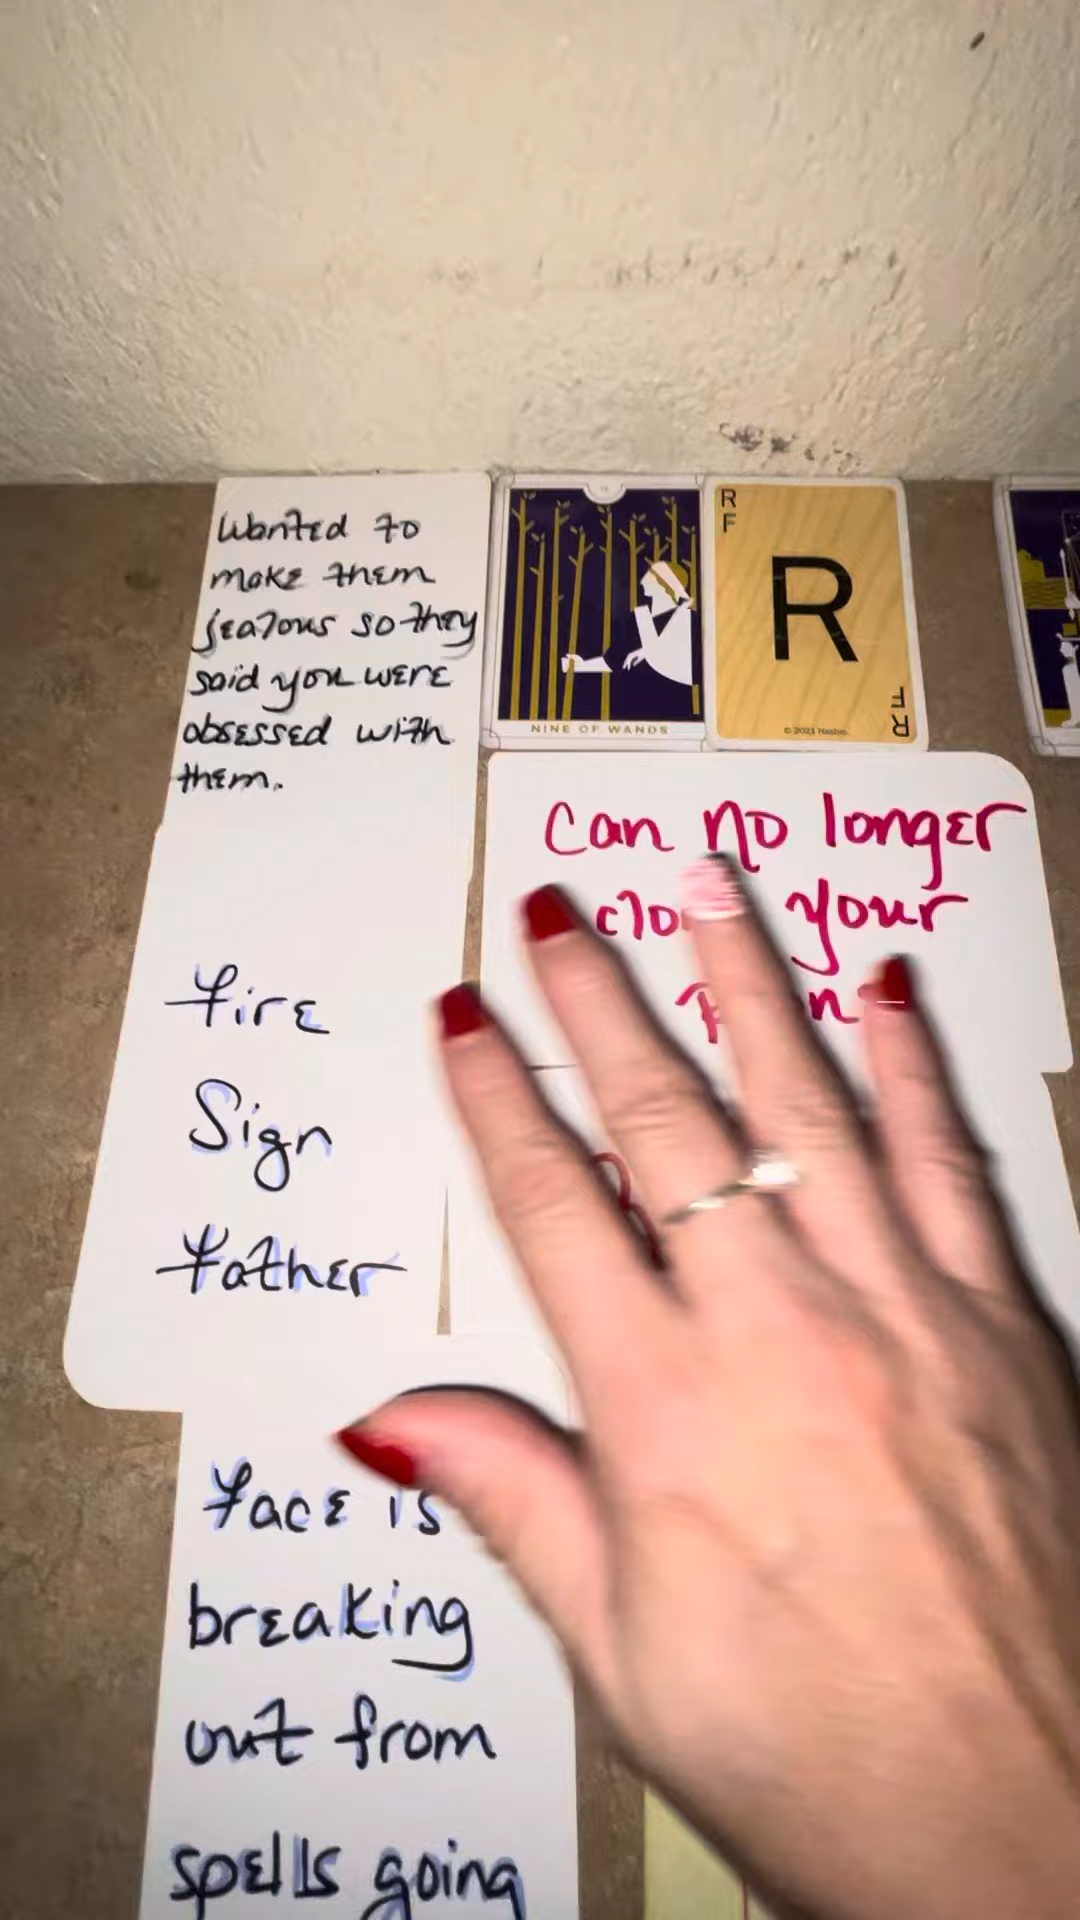 Wanted to
make them
jealous so they
said you were
obsessed with
them.
NINE OF WANDS
R
F
R
R
F
© 2021 Hasbro.
Can no longer
your
Fire
Sign
Father
Face is
breaking
out from
spells going